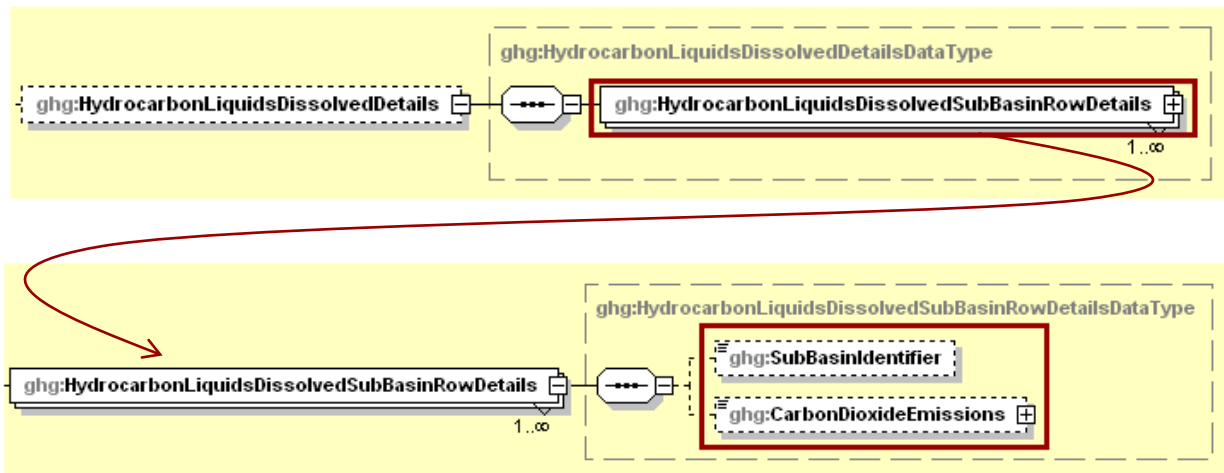 ghg:HydrocarbonLiquidsDissolvedDetailsDataType
ghg:HydrocarbonLiquidsDissolvedDetails
ghg:HydrocarbonLiquidsDissolvedSubBasinRowDetails
1..∞
ghg:HydrocarbonLiquidsDissolvedSubBasinRowDetailsDataType
ghg:SubBasinIdentifier
ghg:HydrocarbonLiquidsDissolvedSubBasinRowDetails
ghg:CarbonDioxideEmissions
1..∞